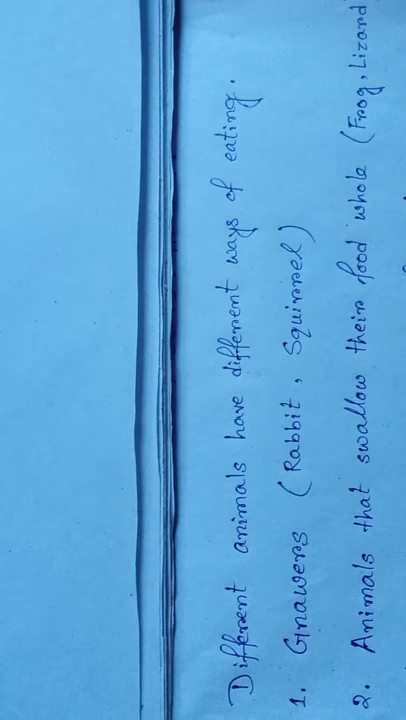 Different animals have different ways of eating.
1. Gnawers (Rabbit, Squirrel)
2. Animals that swallow their food whole (Frog, Lizard